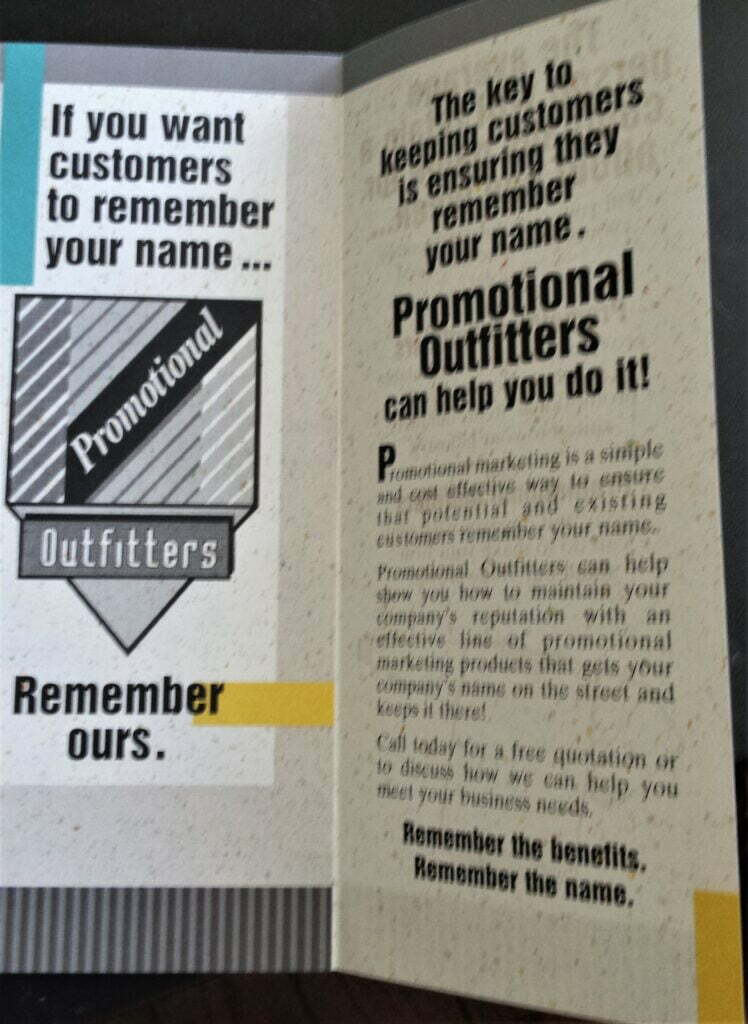 If you want
customers
to remember
your name ...
Promotional
Outfitters
Remember
ours.
The key to
keeping customers
is ensuring they
remember
your name.
Promotional
Outfitters
can help you do it!
Promotional marketing is a simple
and cost effective way to ensure
that potential and existing
customers remember your name.
Promotional Outfitters can help
show you how to maintain your
company's reputation with an
effective line of promotional
marketing products that gets your
company's name on the street and
keeps it there!
Call today for a free quotation or
to discuss how we can help you
meet your business needs.
Remember the benefits.
Remember the name.